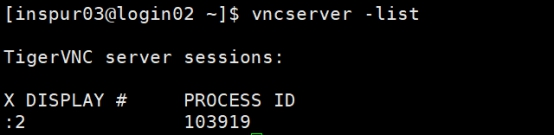 [inspur03@login02 ~]$ vncserver -list
TigerVNC server sessions:
X DISPLAY #     PROCESS ID
:2              103919